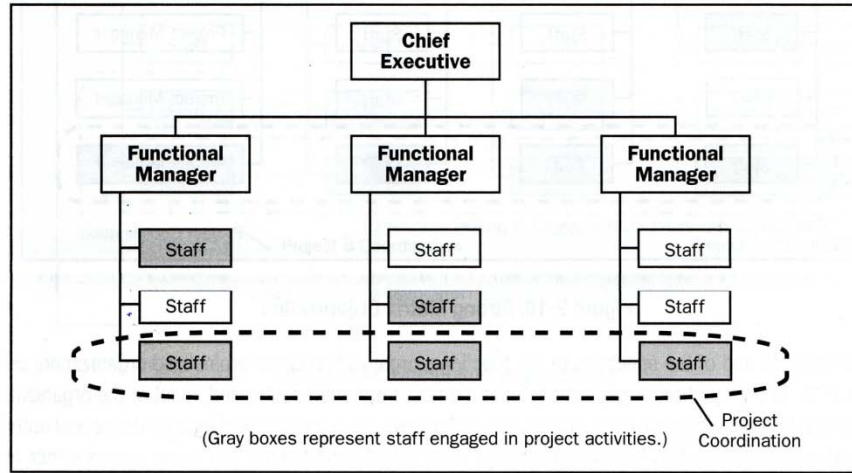 Chief
Executive
Functional
Manager
Functional
Manager
Functional
Manager
Staff
Staff
Staff
Staff
Staff
Staff
Staff
Staff
Staff
Project
Coordination
(Gray boxes represent staff engaged in project activities.)